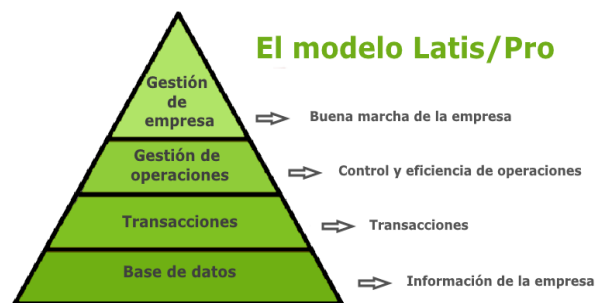 El modelo Latis/Pro
Gestión
de
empresa
Buena marcha de la empresa
Gestión de
operaciones
Control y eficiencia de operaciones
Transacciones
Transacciones
Base de datos
Información de la empresa